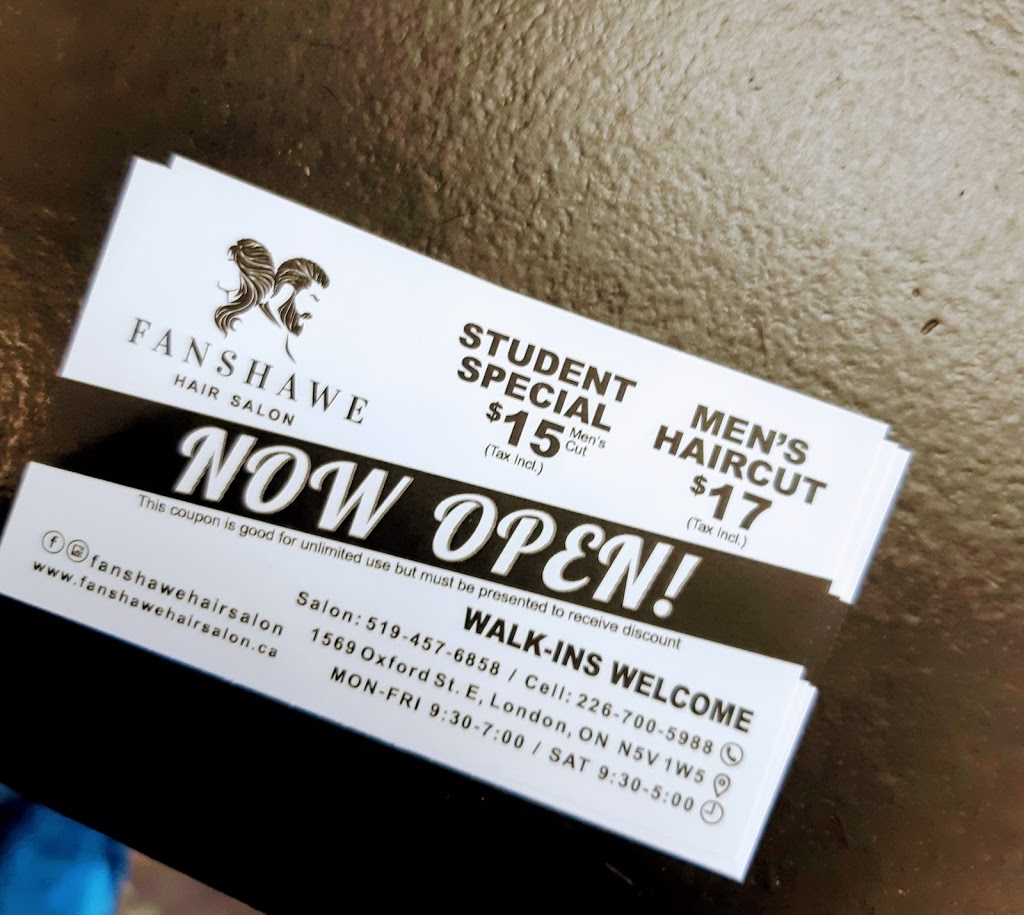 FANSHAWE
HAIR SALON
STUDENT
SPECIAL
$15 Men's Cut
(Tax Incl.)
MEN'S
HAIRCUT
$17
(Tax Incl.)
NOW OPEN!
This coupon is good for unlimited use but must be presented to receive discount
fanshawehairsalon
www.fanshawehairsalon.ca
WALK-INS WELCOME
Salon: 519-457-6858 / Cell: 226-700-5988
1569 Oxford St. E, London, ON N5V 1W5
MON-FRI 9:30-7:00 / SAT 9:30-5:00